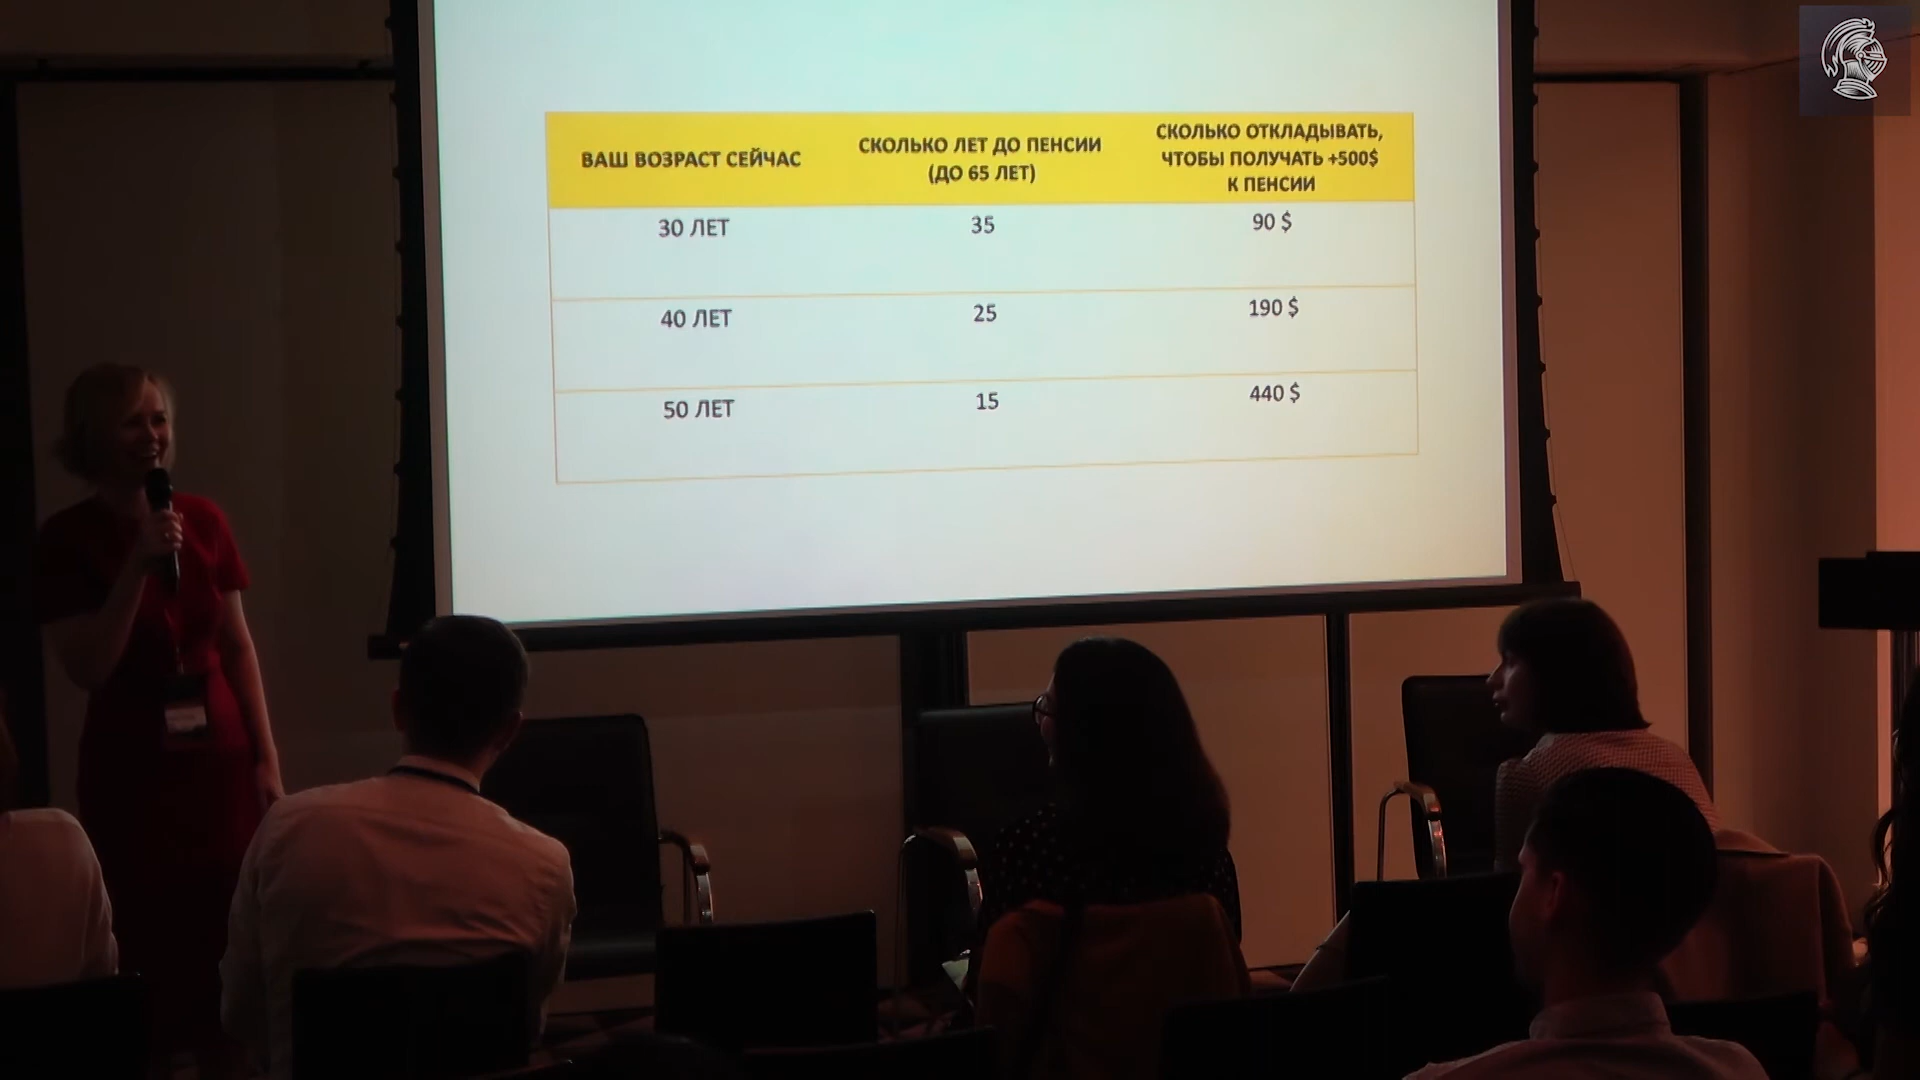 ВАШ ВОЗРАСТ СЕЙЧАС
СКОЛЬКО ЛЕТ ДО ПЕНСИИ
(ДО 65 ЛЕТ)
СКОЛЬКО ОТКЛАДЫВАТЬ,
ЧТОБЫ ПОЛУЧАТЬ +500$
К ПЕНСИИ
30 ЛЕТ
35
90 $
40 ЛЕТ
25
190 $
50 ЛЕТ
15
440 $